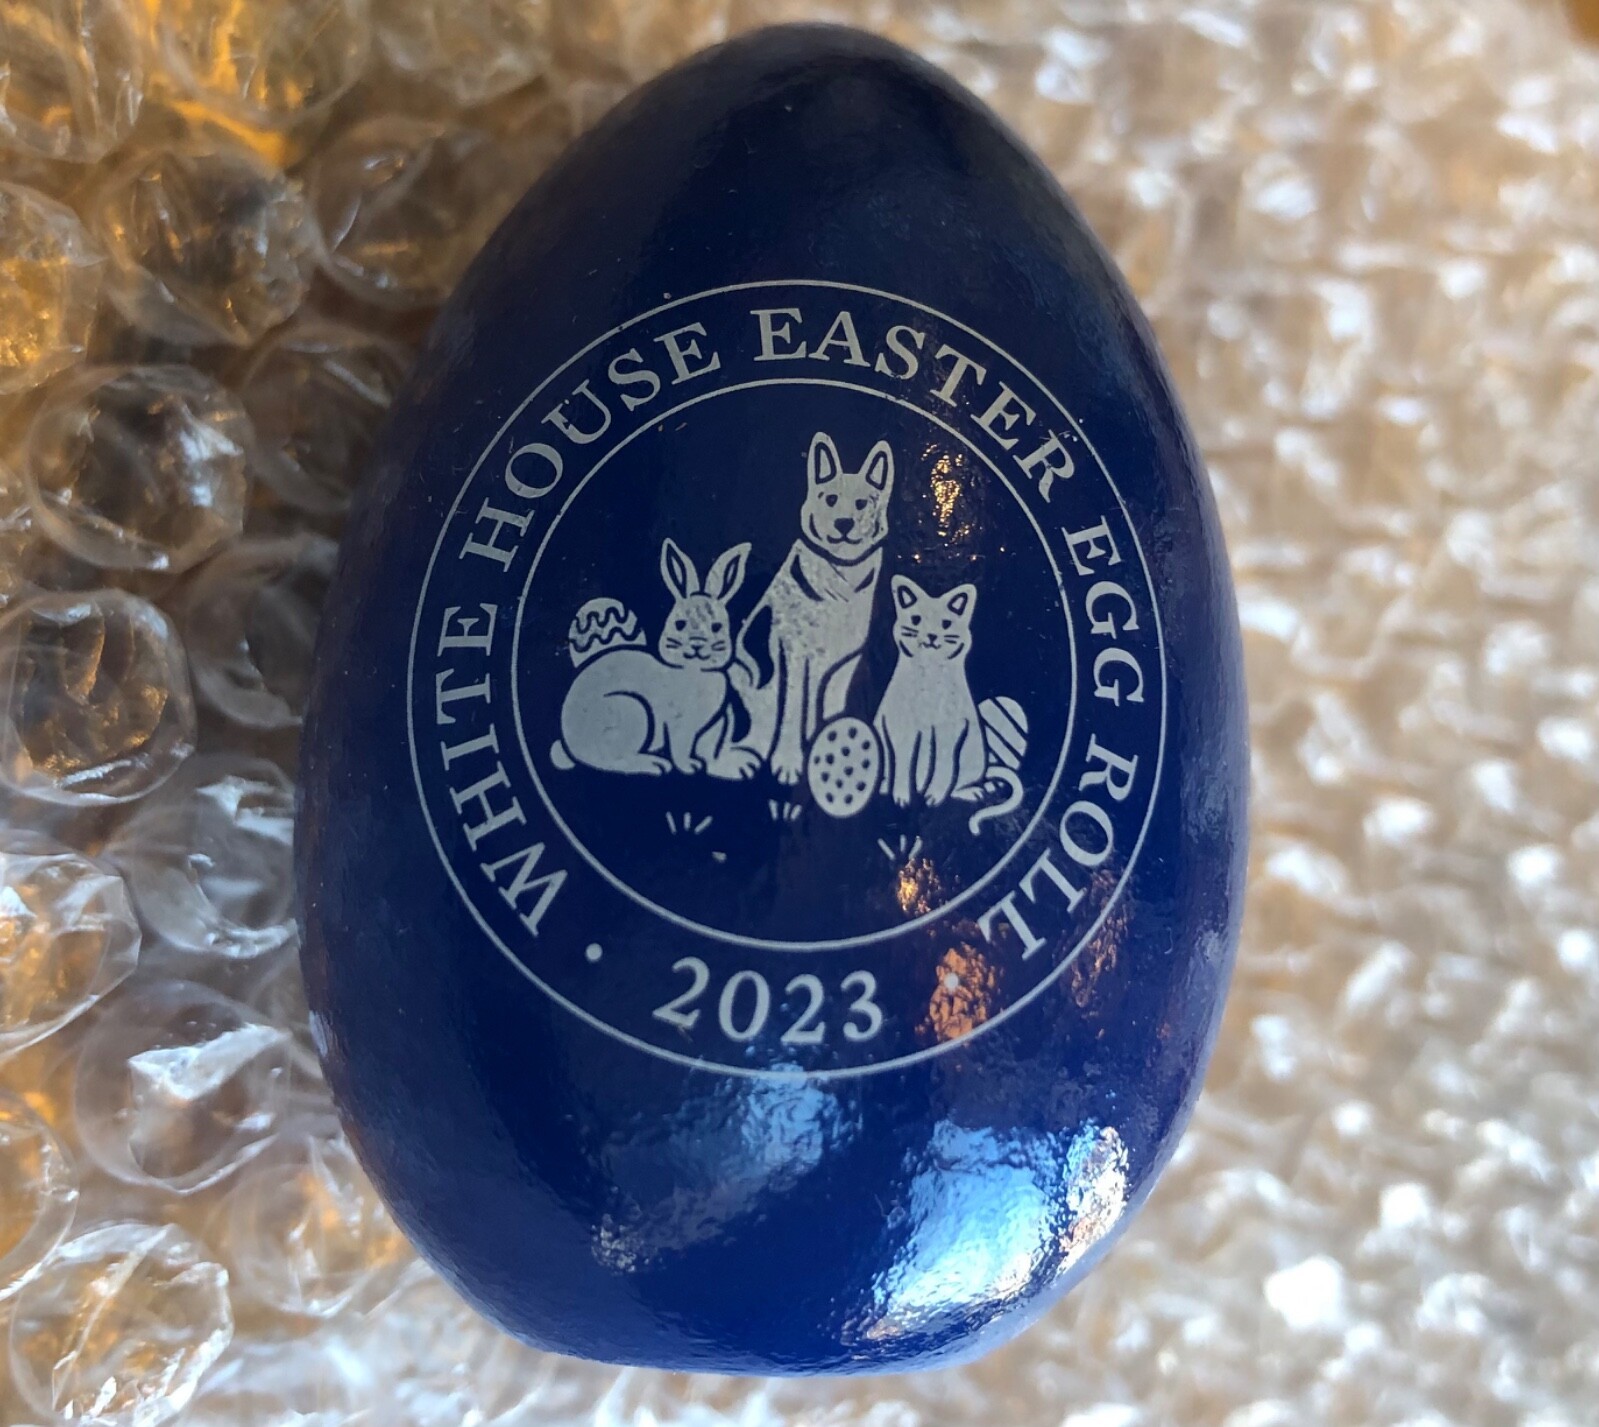 WHITE HOUSE EASTER EGG ROLL
· 2023 ·